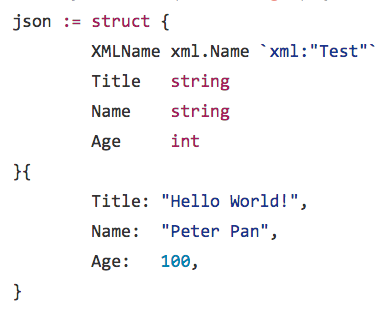 json := struct {
        XMLName xml.Name `xml:"Test"`
        Title   string
        Name    string
        Age     int
}{
        Title: "Hello World!",
        Name:  "Peter Pan",
        Age:   100,
}